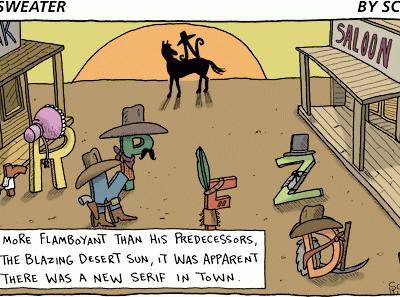 SWEATER
BY SC
AK
SALOON
N
R
P
K
E
Z
D
MORE FLAMBOYANT THAN HIS PREDECESSORS,
THE BLAZING DESERT SUN, IT WAS APPARENT
THERE WAS A NEW SERIF IN TOWN.